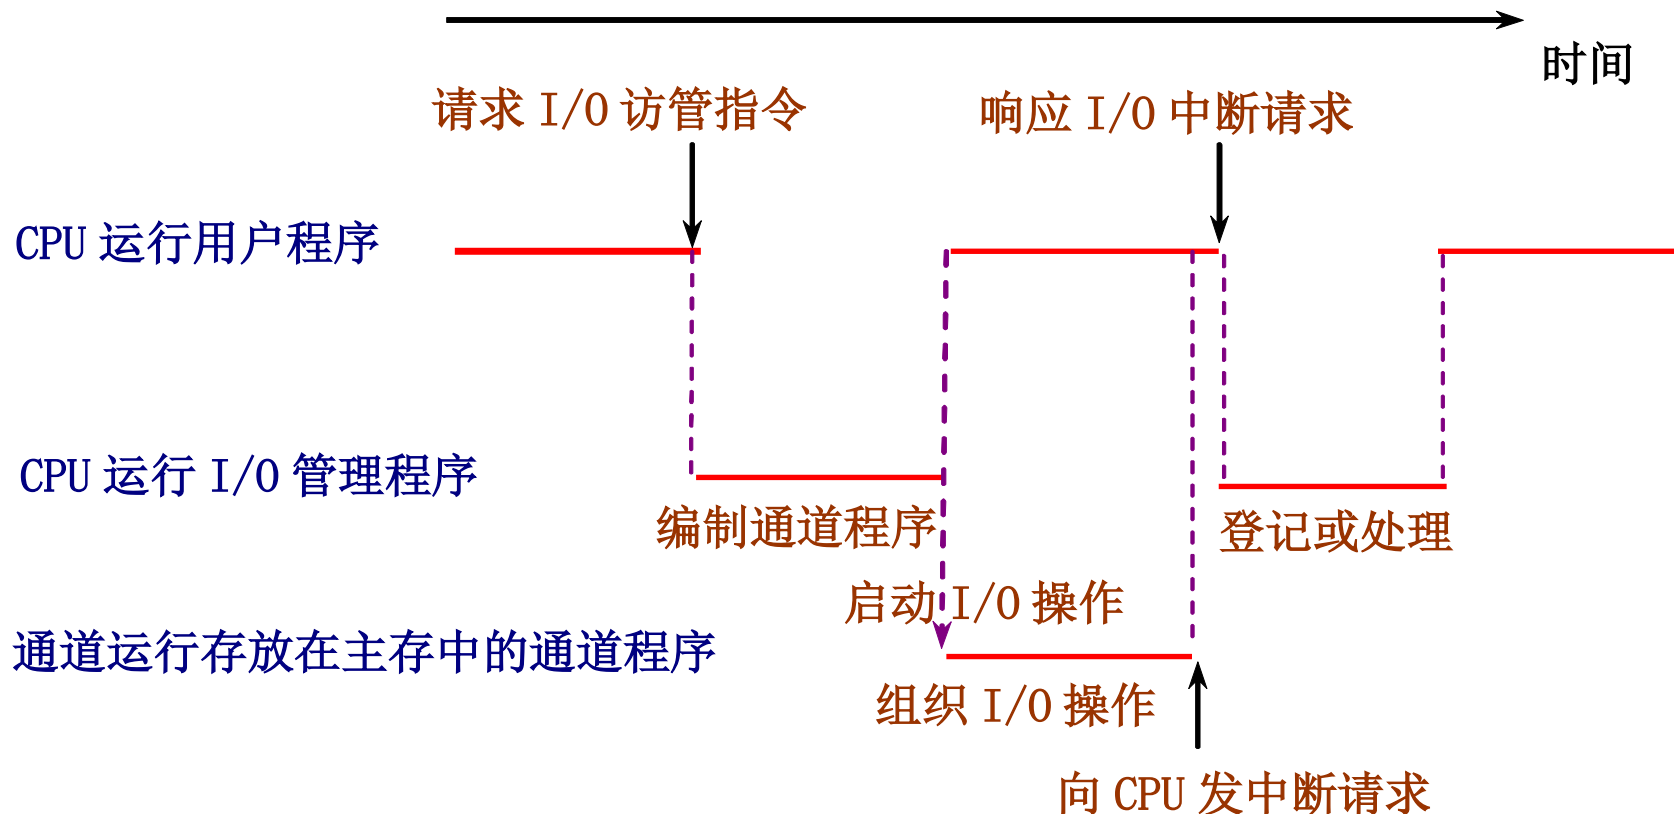 时间
请求 I/O 访管指令
响应 I/O 中断请求
CPU 运行用户程序
CPU 运行 I/O 管理程序
编制通道程序
登记或处理
启动 I/O 操作
通道运行存放在主存中的通道程序
组织 I/O 操作
向 CPU 发中断请求